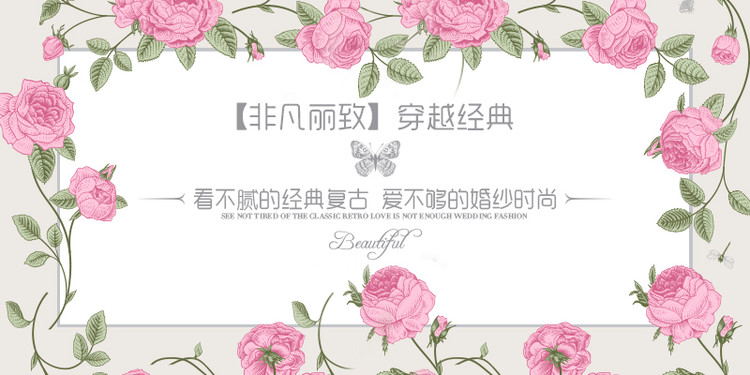 【非凡丽致】穿越经典
看不腻的经典复古 爱不够的婚纱时尚
SEE NOT TIRED OF THE CLASSIC RETRO LOVE IS NOT ENOUGH WEDDING FASHION
Beautiful